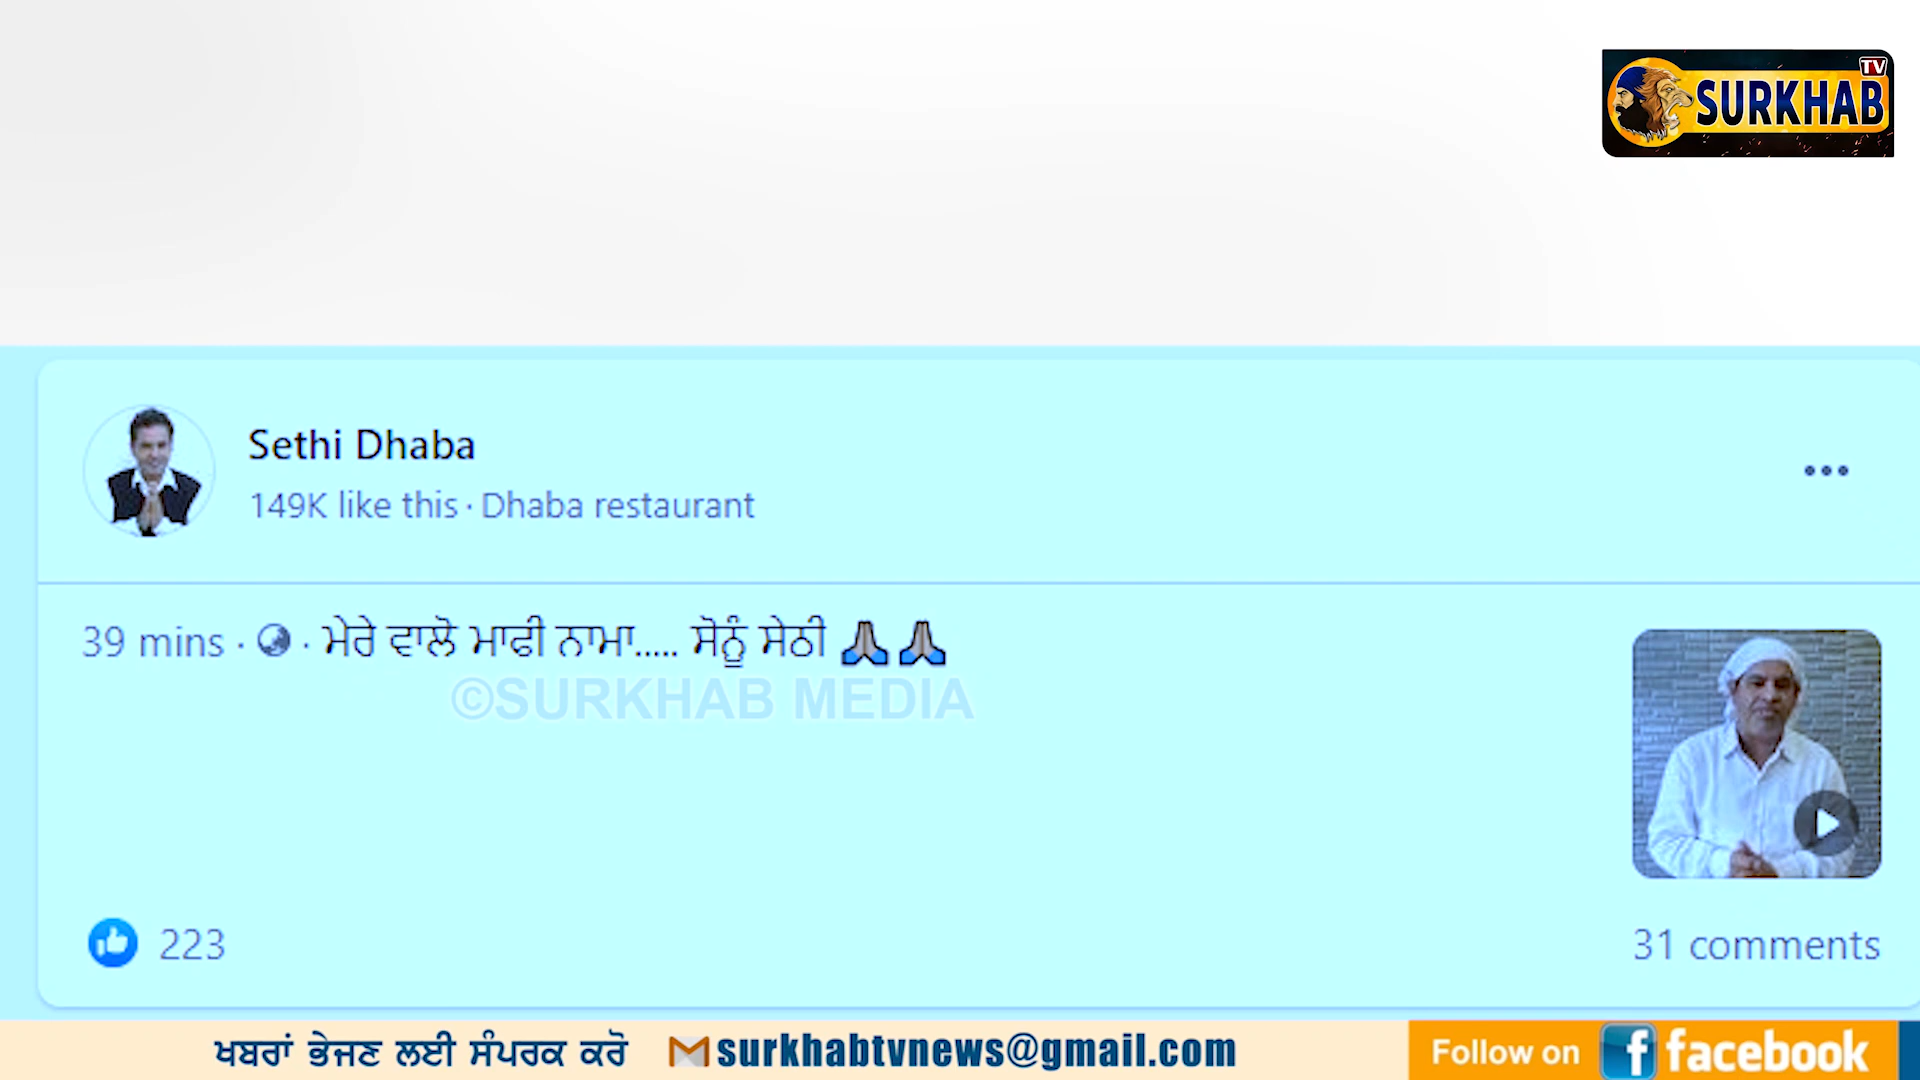 TV
SURKHAB
Sethi Dhaba
149K like this · Dhaba restaurant
39 mins · · ਮੇਰੇ ਵਾਲੋ ਮਾਫੀ ਨਾਮਾ..... ਸੋਨੂੰ ਸੇਠੀ 🙏🙏
©SURKHAB MEDIA
223
31 comments
ਖਬਰਾਂ ਭੇਜਣ ਲਈ ਸੰਪਰਕ ਕਰੋ surkhabtvnews@gmail.com
Follow on facebook